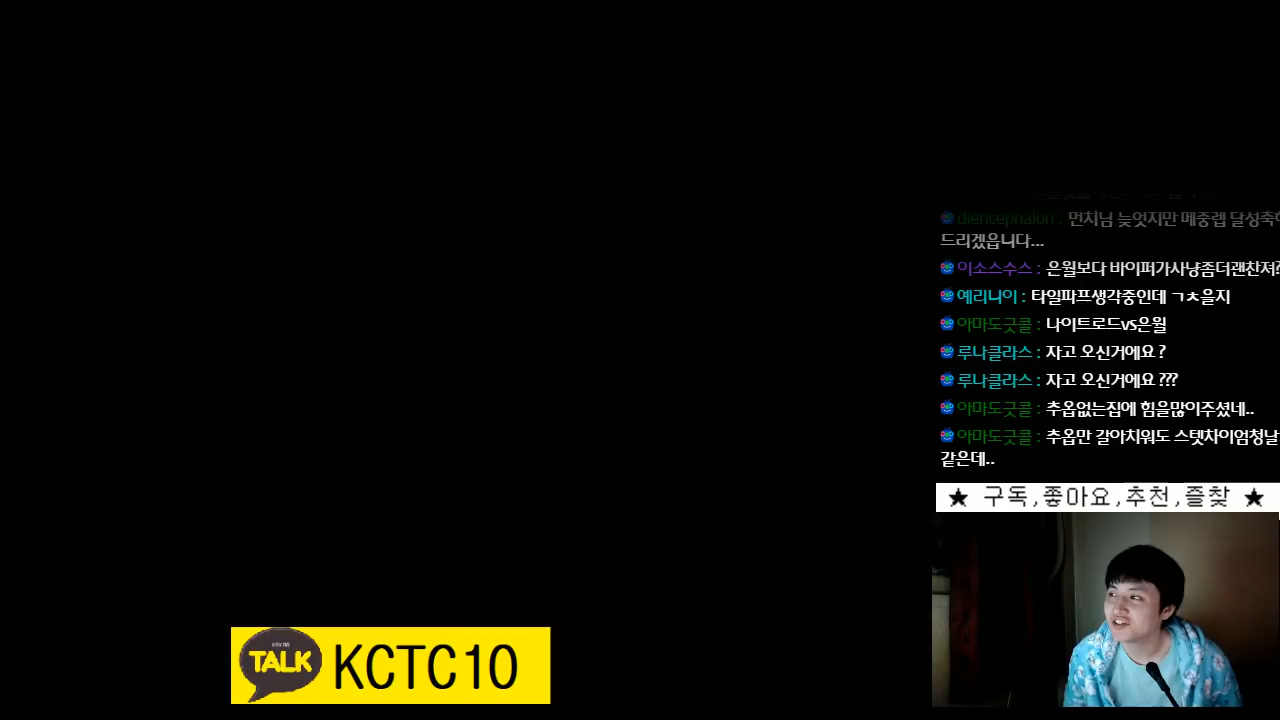 diencephalon : 먼치님 늦엇지만 메중렙 달성축하
드리겠읍니다...
이소스수스 : 은월보다 바이퍼가사냥좀더괜찬져?
예리니이 : 타일파프생각중인데 ㄱㅊ을지
아마도긋콜 : 나이트로드vs은월
루나클라스 : 자고 오신거에요 ?
루나클라스 : 자고 오신거에요 ???
아마도긋콜 : 추옵없는집에 힘을많이주셨네..
아마도긋콜 : 추옵만 갈아치워도 스텟차이엄청날
같은데..
★ 구독,좋아요,추천,즐찾 ★
TALK KCTC10